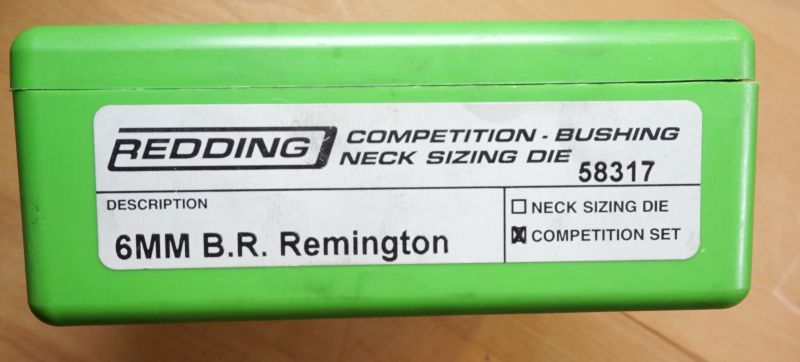 REDDING COMPETITION - BUSHING
NECK SIZING DIE
58317
DESCRIPTION
6MM B.R. Remington
NECK SIZING DIE
COMPETITION SET